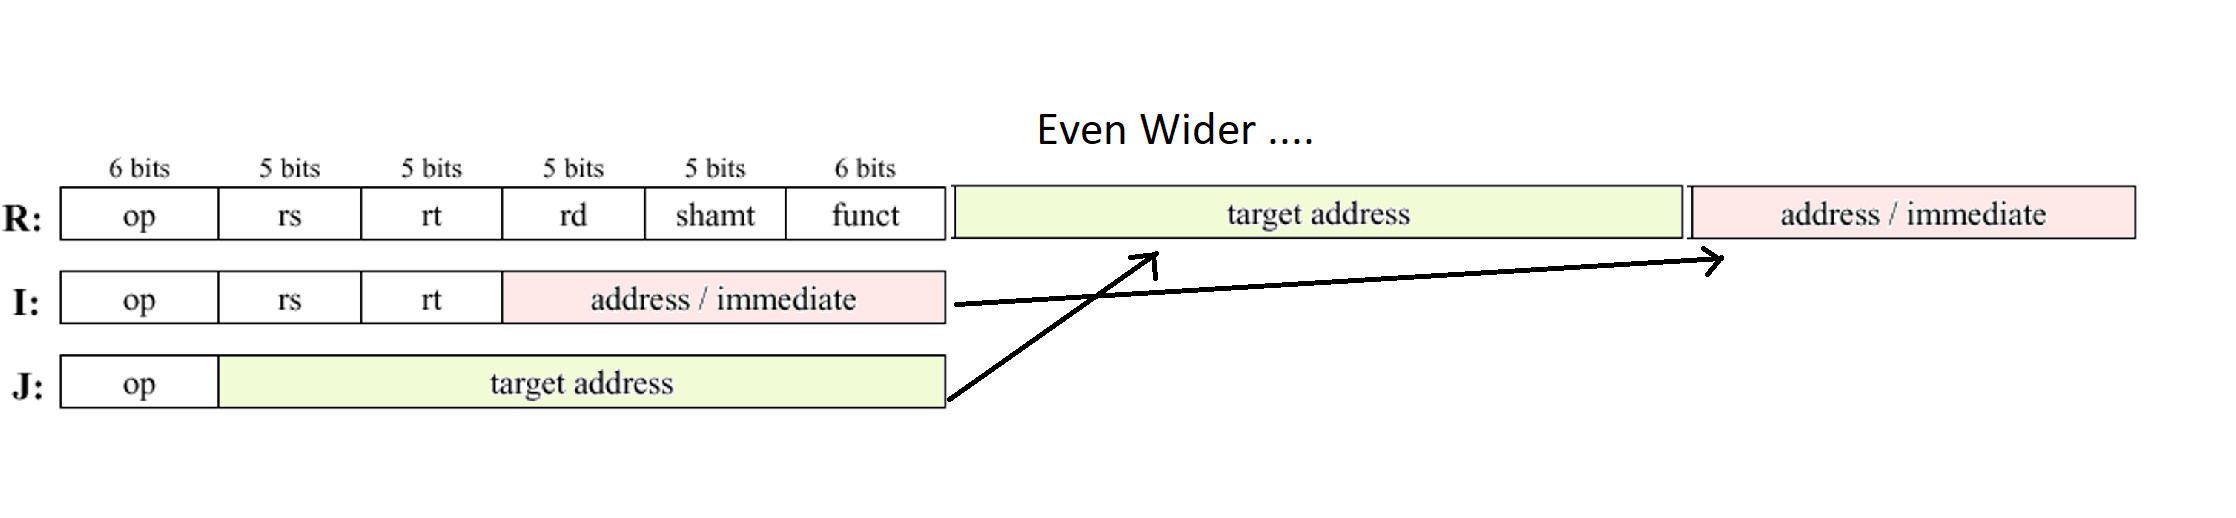 Even Wider ....
6 bits 5 bits 5 bits 5 bits 5 bits 6 bits
R: op rs rt rd shamt funct target address address / immediate
I: op rs rt address / immediate
J: op target address